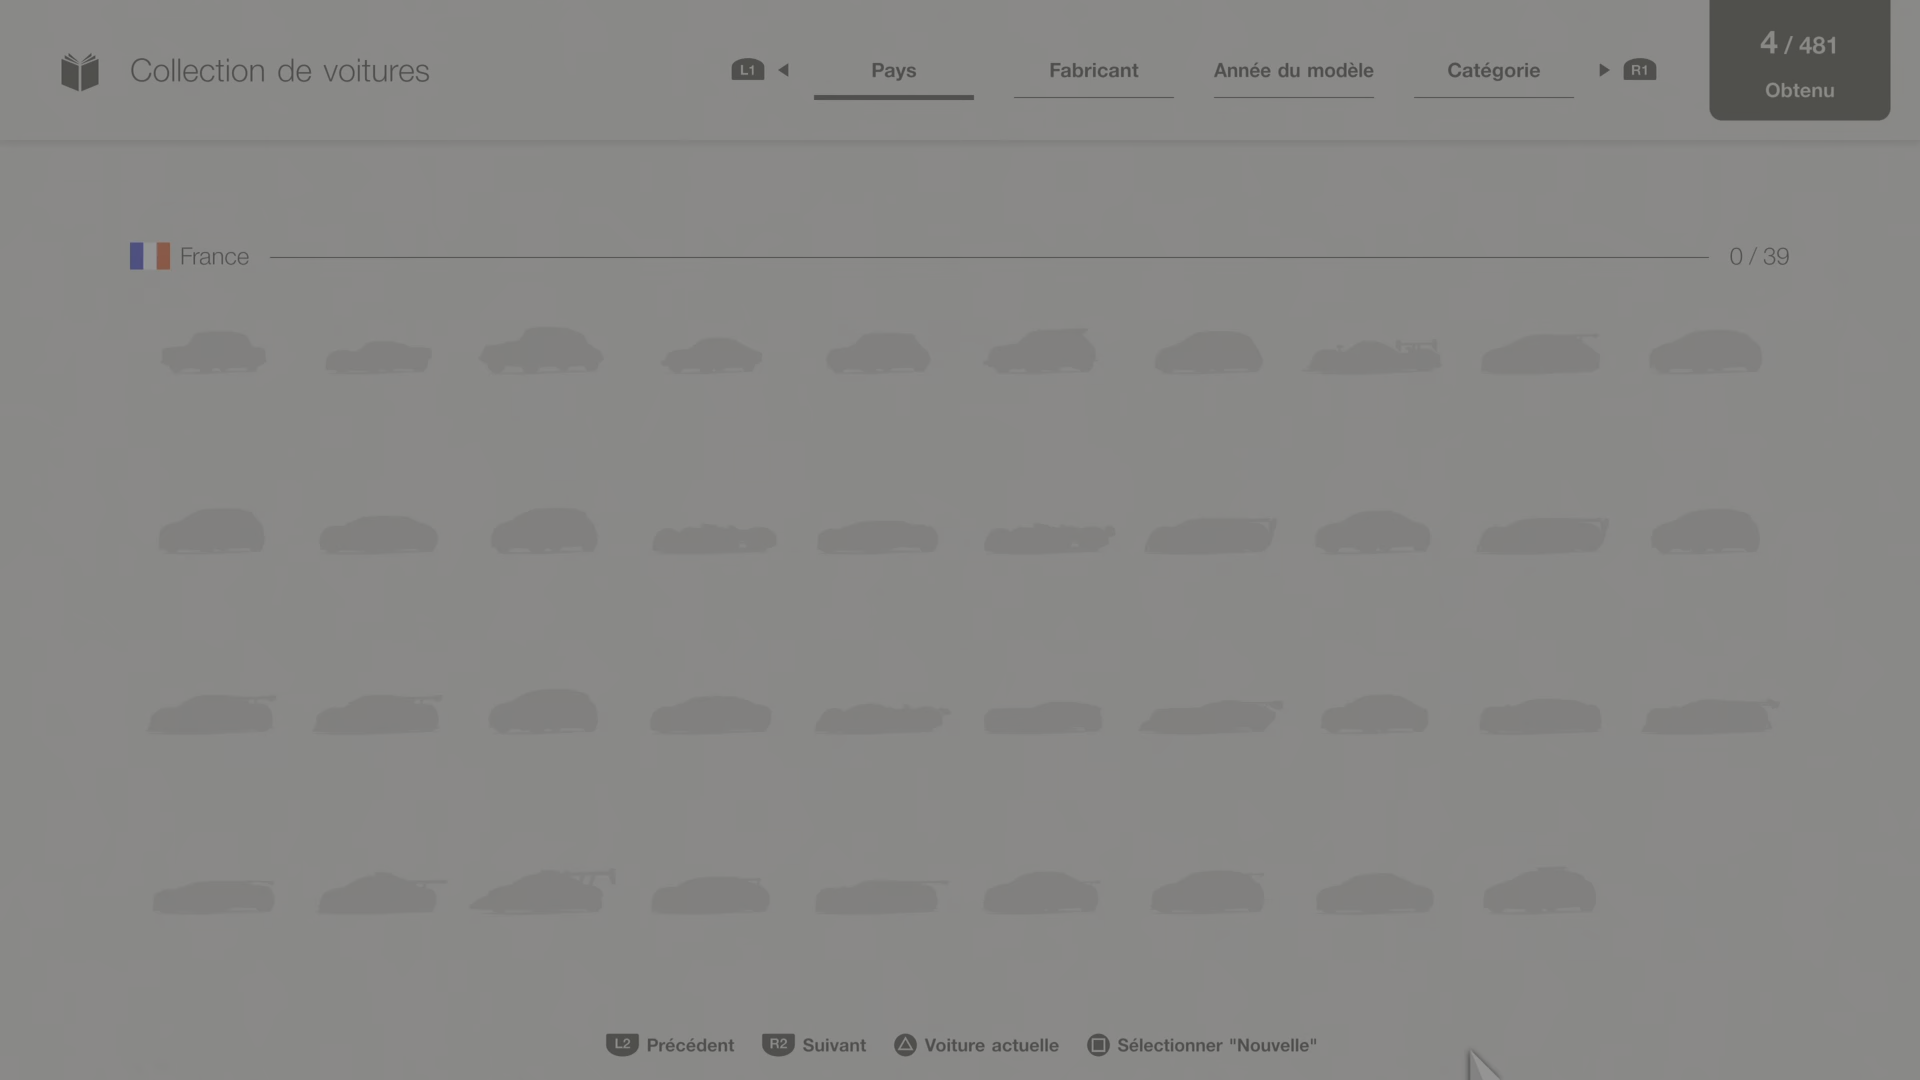 Collection de voitures
L1
Pays
Fabricant
Année du modèle
Catégorie
R1
4 / 481
Obtenu
France
0 / 39
L2 Précédent
R2 Suivant
Voiture actuelle
Sélectionner "Nouvelle"